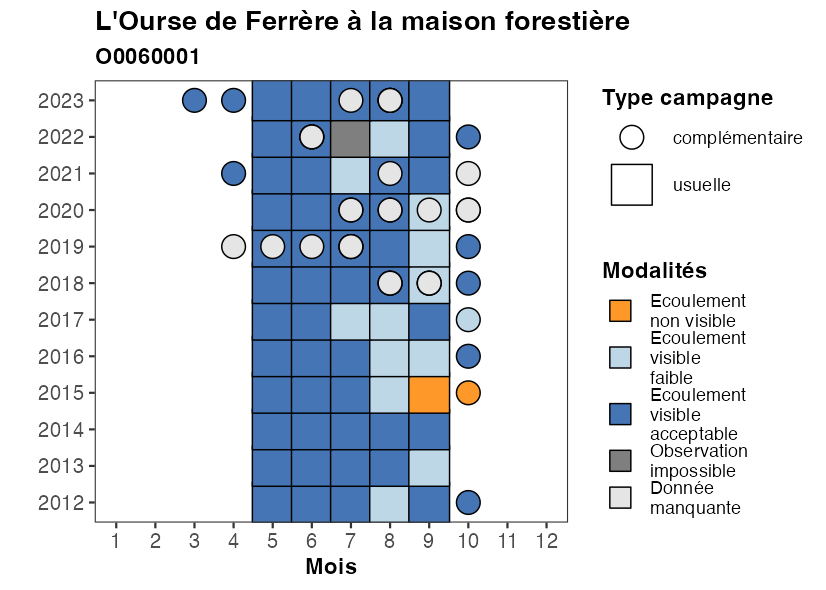 L'Ourse de Ferrère à la maison forestière
O0060001
2023
2022
2021
2020
2019
2018
2017
2016
2015
2014
2013
2012
1 2 3 4 5 6 7 8 9 10 11 12
Mois
Type campagne
complémentaire
usuelle
Modalités
Ecoulement
non visible
Ecoulement
visible
faible
Ecoulement
visible
acceptable
Observation
impossible
Donnée
manquante